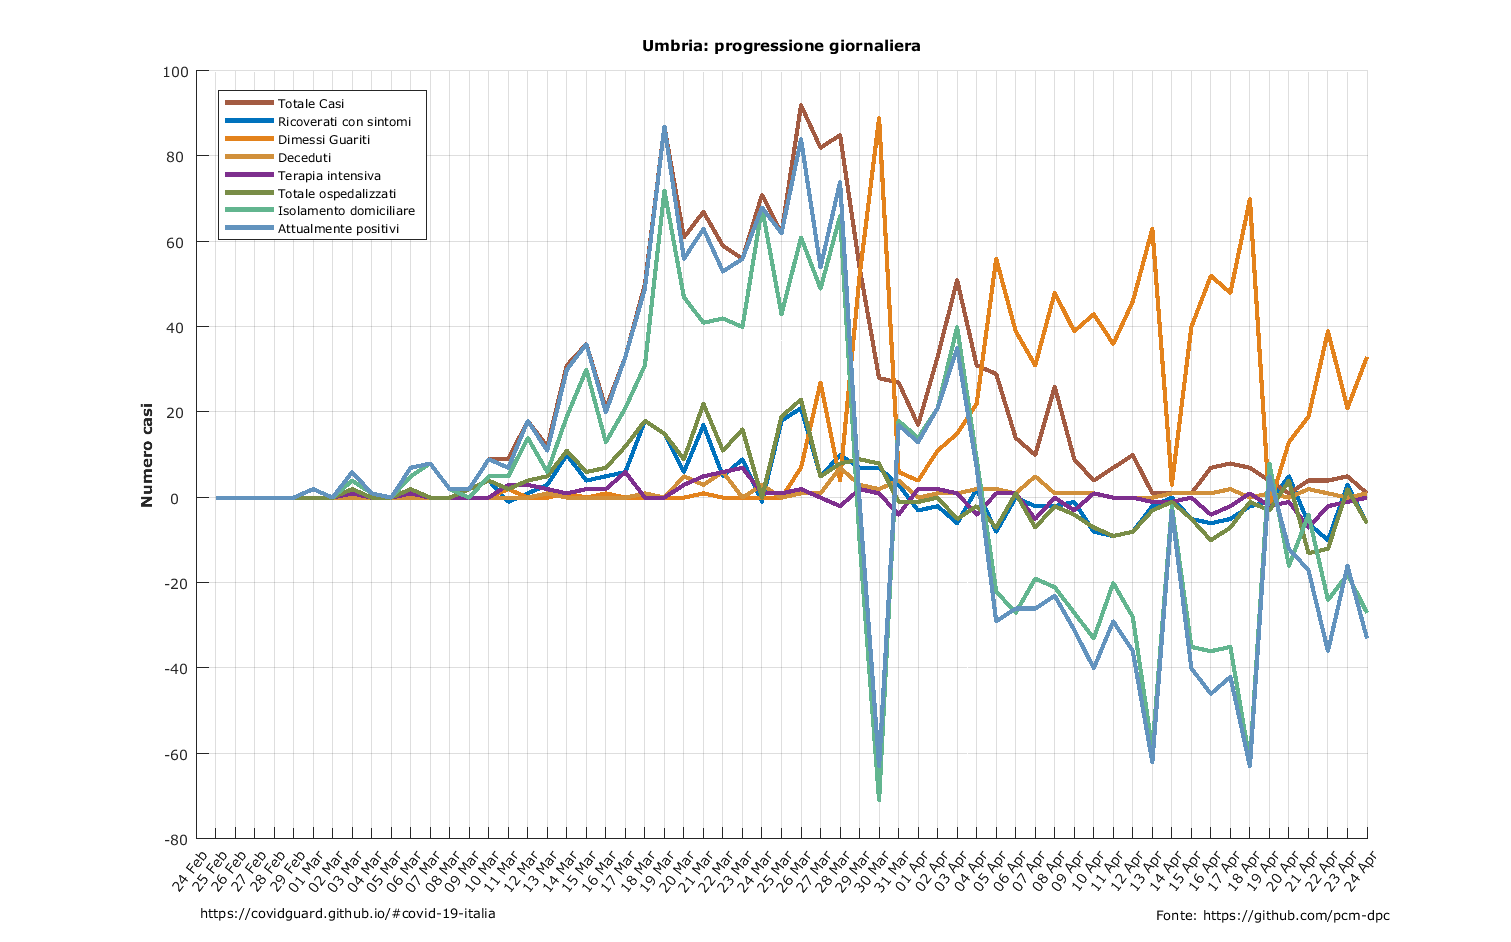 Umbria: progressione giornaliera
100
80
60
40
20
0
-20
-40
-60
-80
Numero casi
Totale Casi
Ricoverati con sintomi
Dimessi Guariti
Deceduti
Terapia intensiva
Totale ospedalizzati
Isolamento domiciliare
Attualmente positivi
24 Feb
25 Feb
26 Feb
27 Feb
28 Feb
29 Feb
01 Mar
02 Mar
03 Mar
04 Mar
05 Mar
06 Mar
07 Mar
08 Mar
09 Mar
10 Mar
11 Mar
12 Mar
13 Mar
14 Mar
15 Mar
16 Mar
17 Mar
18 Mar
19 Mar
20 Mar
21 Mar
22 Mar
23 Mar
24 Mar
25 Mar
26 Mar
27 Mar
28 Mar
29 Mar
30 Mar
31 Mar
01 Apr
02 Apr
03 Apr
04 Apr
05 Apr
06 Apr
07 Apr
08 Apr
09 Apr
10 Apr
11 Apr
12 Apr
13 Apr
14 Apr
15 Apr
16 Apr
17 Apr
18 Apr
19 Apr
20 Apr
21 Apr
22 Apr
23 Apr
24 Apr
https://covidguard.github.io/#covid-19-italia
Fonte: https://github.com/pcm-dpc